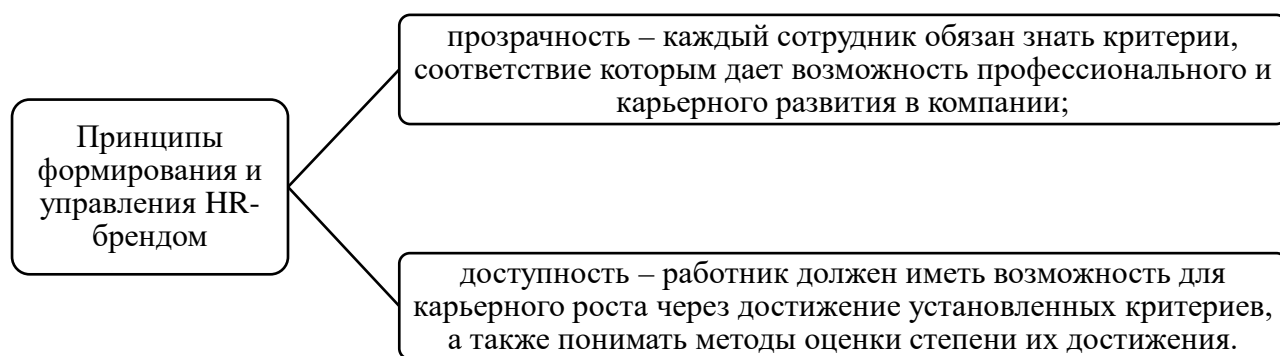 Принципы
формирования и
управления HR-
брендом
прозрачность – каждый сотрудник обязан знать критерии,
соответствие которым дает возможность профессионального и
карьерного развития в компании;
доступность – работник должен иметь возможность для
карьерного роста через достижение установленных критериев,
а также понимать методы оценки степени их достижения.